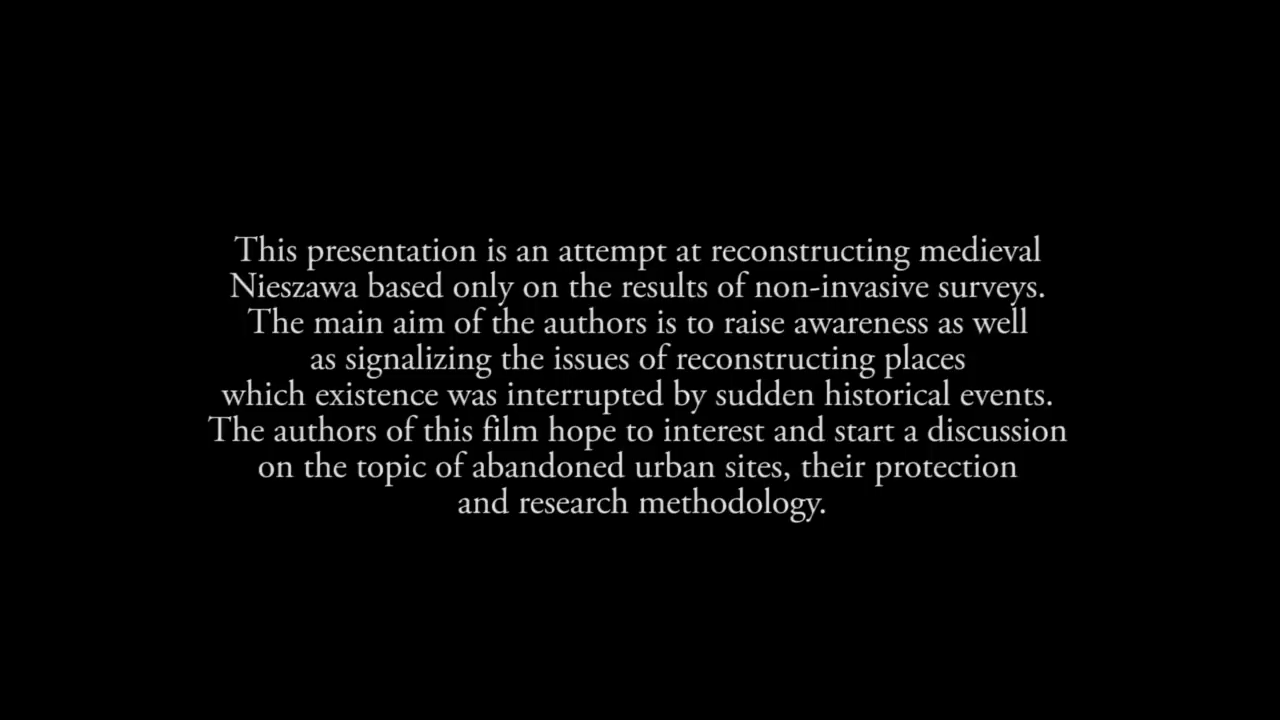 This presentation is an attempt at reconstructing medieval
Nieszawa based only on the results of non-invasive surveys.
The main aim of the authors is to raise awareness as well
as signalizing the issues of reconstructing places
which existence was interrupted by sudden historical events.
The authors of this film hope to interest and start a discussion
on the topic of abandoned urban sites, their protection
and research methodology.